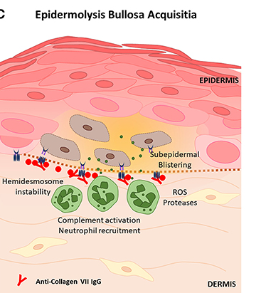 C
Epidermolysis Bullosa Acquisitia
EPIDERMIS
Subepidermal
Blistering
Hemidesmosome
instability
ROS
Proteases
Complement activation
Neutrophil recruitment
Anti-Collagen VII IgG
DERMIS